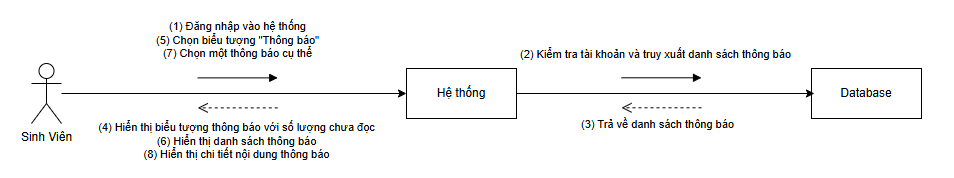 (1) Đăng nhập vào hệ thống
(5) Chọn biểu tượng "Thông báo"
(7) Chọn một thông báo cụ thể
(2) Kiểm tra tài khoản và truy xuất danh sách thông báo
Sinh Viên
Hệ thống
Database
(4) Hiển thị biểu tượng thông báo với số lượng chưa đọc
(6) Hiển thị danh sách thông báo
(8) Hiển thị chi tiết nội dung thông báo
(3) Trả về danh sách thông báo